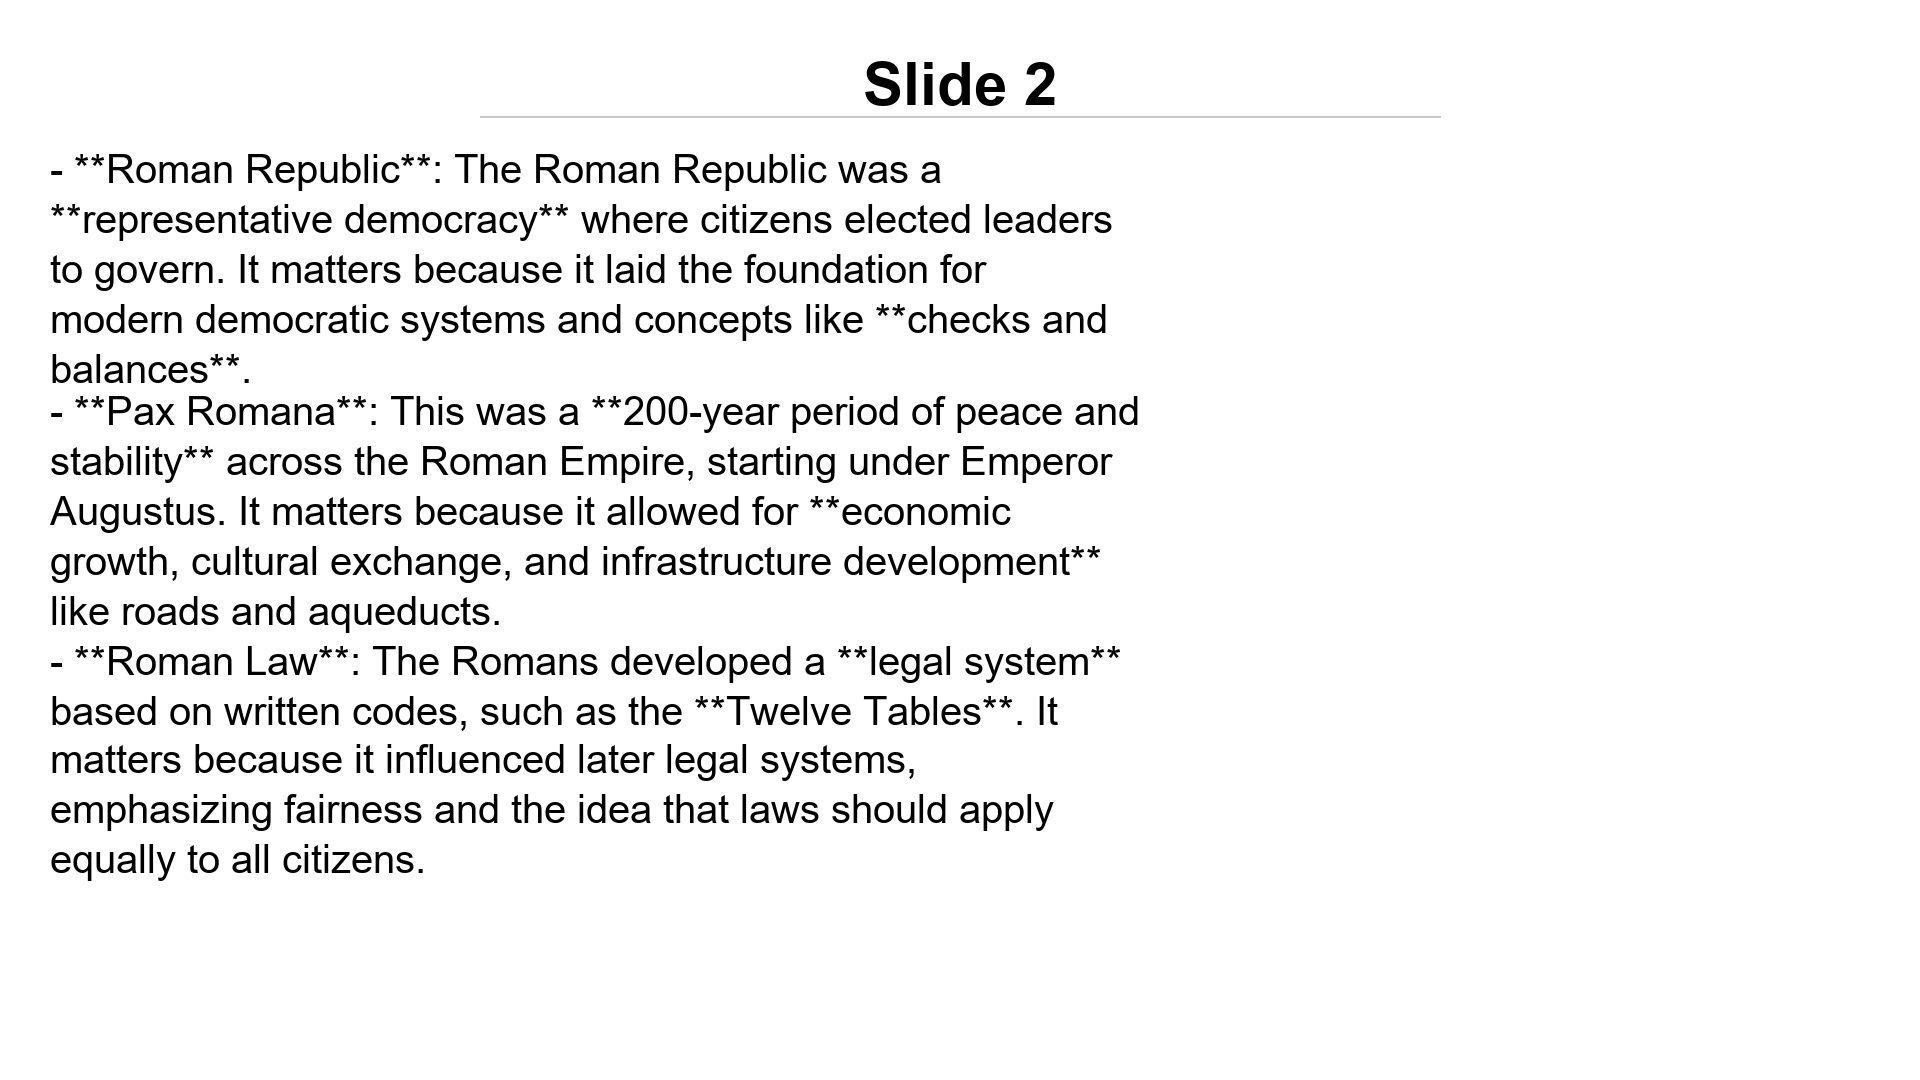 Slide 2
- **Roman Republic**: The Roman Republic was a
**representative democracy** where citizens elected leaders
to govern. It matters because it laid the foundation for
modern democratic systems and concepts like **checks and
balances**.
- **Pax Romana**: This was a **200-year period of peace and
stability** across the Roman Empire, starting under Emperor
Augustus. It matters because it allowed for **economic
growth, cultural exchange, and infrastructure development**
like roads and aqueducts.
- **Roman Law**: The Romans developed a **legal system**
based on written codes, such as the **Twelve Tables**. It
matters because it influenced later legal systems,
emphasizing fairness and the idea that laws should apply
equally to all citizens.